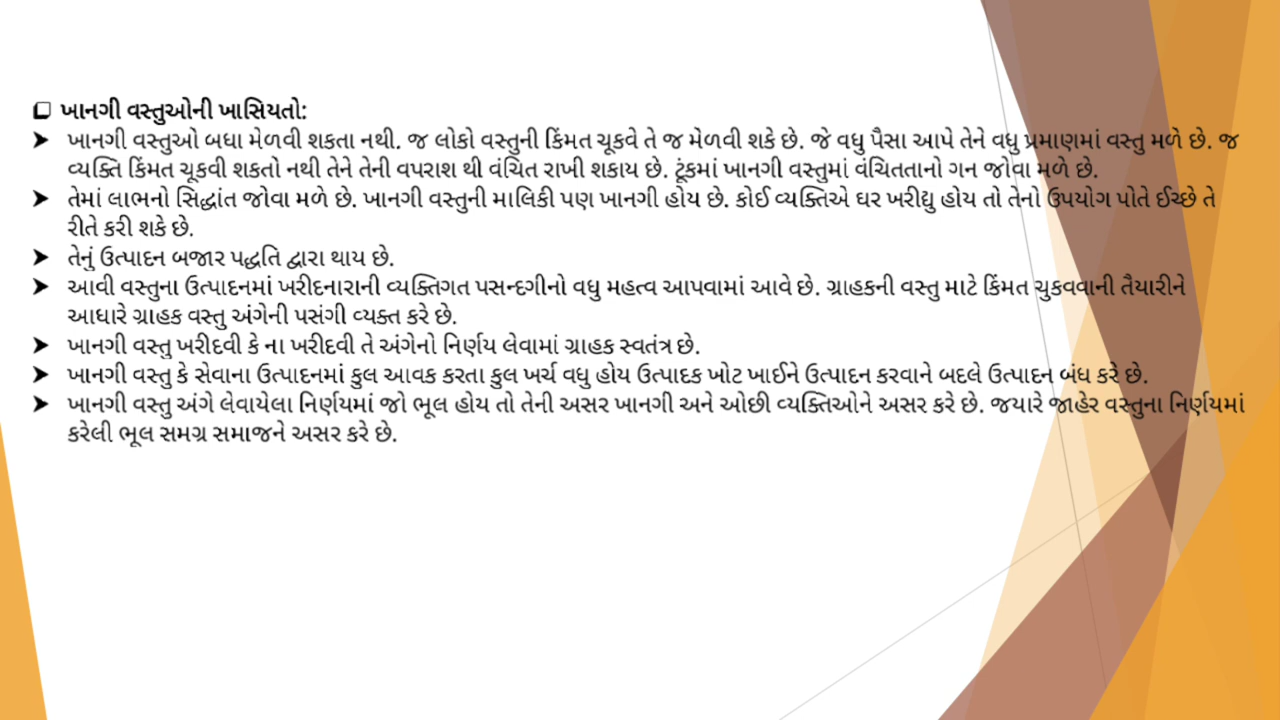 ❑ ખાનગી વસ્તુઓની ખાસિયતો:
➤ ખાનગી વસ્તુઓ બધા મેળવી શકતા નથી. જ લોકો વસ્તુની કિંમત ચૂકવે તે જ મેળવી શકે છે. જે વધુ પૈસા આપે તેને વધુ પ્રમાણમાં વસ્તુ મળે છે. જ
વ્યક્તિ કિંમત ચૂકવી શકતો નથી તેને તેની વપરાશ થી વંચિત રાખી શકાય છે. ટૂંકમાં ખાનગી વસ્તુમાં વંચિતતાનો ગન જોવા મળે છે.
➤ તેમાં લાભનો સિદ્ધાંત જોવા મળે છે. ખાનગી વસ્તુની માલિકી પણ ખાનગી હોય છે. કોઈ વ્યક્તિએ ઘર ખરીદ્યુ હોય તો તેનો ઉપયોગ પોતે ઈચ્છે તે
રીતે કરી શકે છે.
➤ તેનું ઉત્પાદન બજાર પદ્ધતિ દ્વારા થાય છે.
➤ આવી વસ્તુના ઉત્પાદનમાં ખરીદનારાની વ્યક્તિગત પસન્દગીનો વધુ મહત્વ આપવામાં આવે છે. ગ્રાહકની વસ્તુ માટે કિંમત ચુકવવાની તૈયારીને
આધારે ગ્રાહક વસ્તુ અંગેની પસંગી વ્યક્ત કરે છે.
➤ ખાનગી વસ્તુ ખરીદવી કે ના ખરીદવી તે અંગેનો નિર્ણય લેવામાં ગ્રાહક સ્વતંત્ર છે.
➤ ખાનગી વસ્તુ કે સેવાના ઉત્પાદનમાં કુલ આવક કરતા કુલ ખર્ચ વધુ હોય ઉત્પાદક ખોટ ખાઈને ઉત્પાદન કરવાને બદલે ઉત્પાદન બંધ કરે છે.
➤ ખાનગી વસ્તુ અંગે લેવાયેલા નિર્ણયમાં જો ભૂલ હોય તો તેની અસર ખાનગી અને ઓછી વ્યક્તિઓને અસર કરે છે. જયારે જાહેર વસ્તુના નિર્ણયમાં
કરેલી ભૂલ સમગ્ર સમાજને અસર કરે છે.